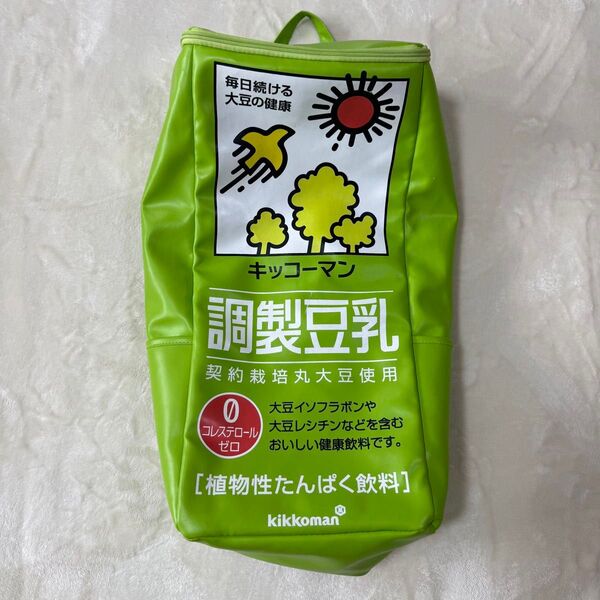 毎日続ける
大豆の健康
キッコーマン
調製豆乳
契約栽培丸大豆使用
0
コレステロール
ゼロ
大豆イソフラボンや
大豆レシチンなどを含む
おいしい健康飲料です。
[植物性たんぱく飲料]
kikkoman